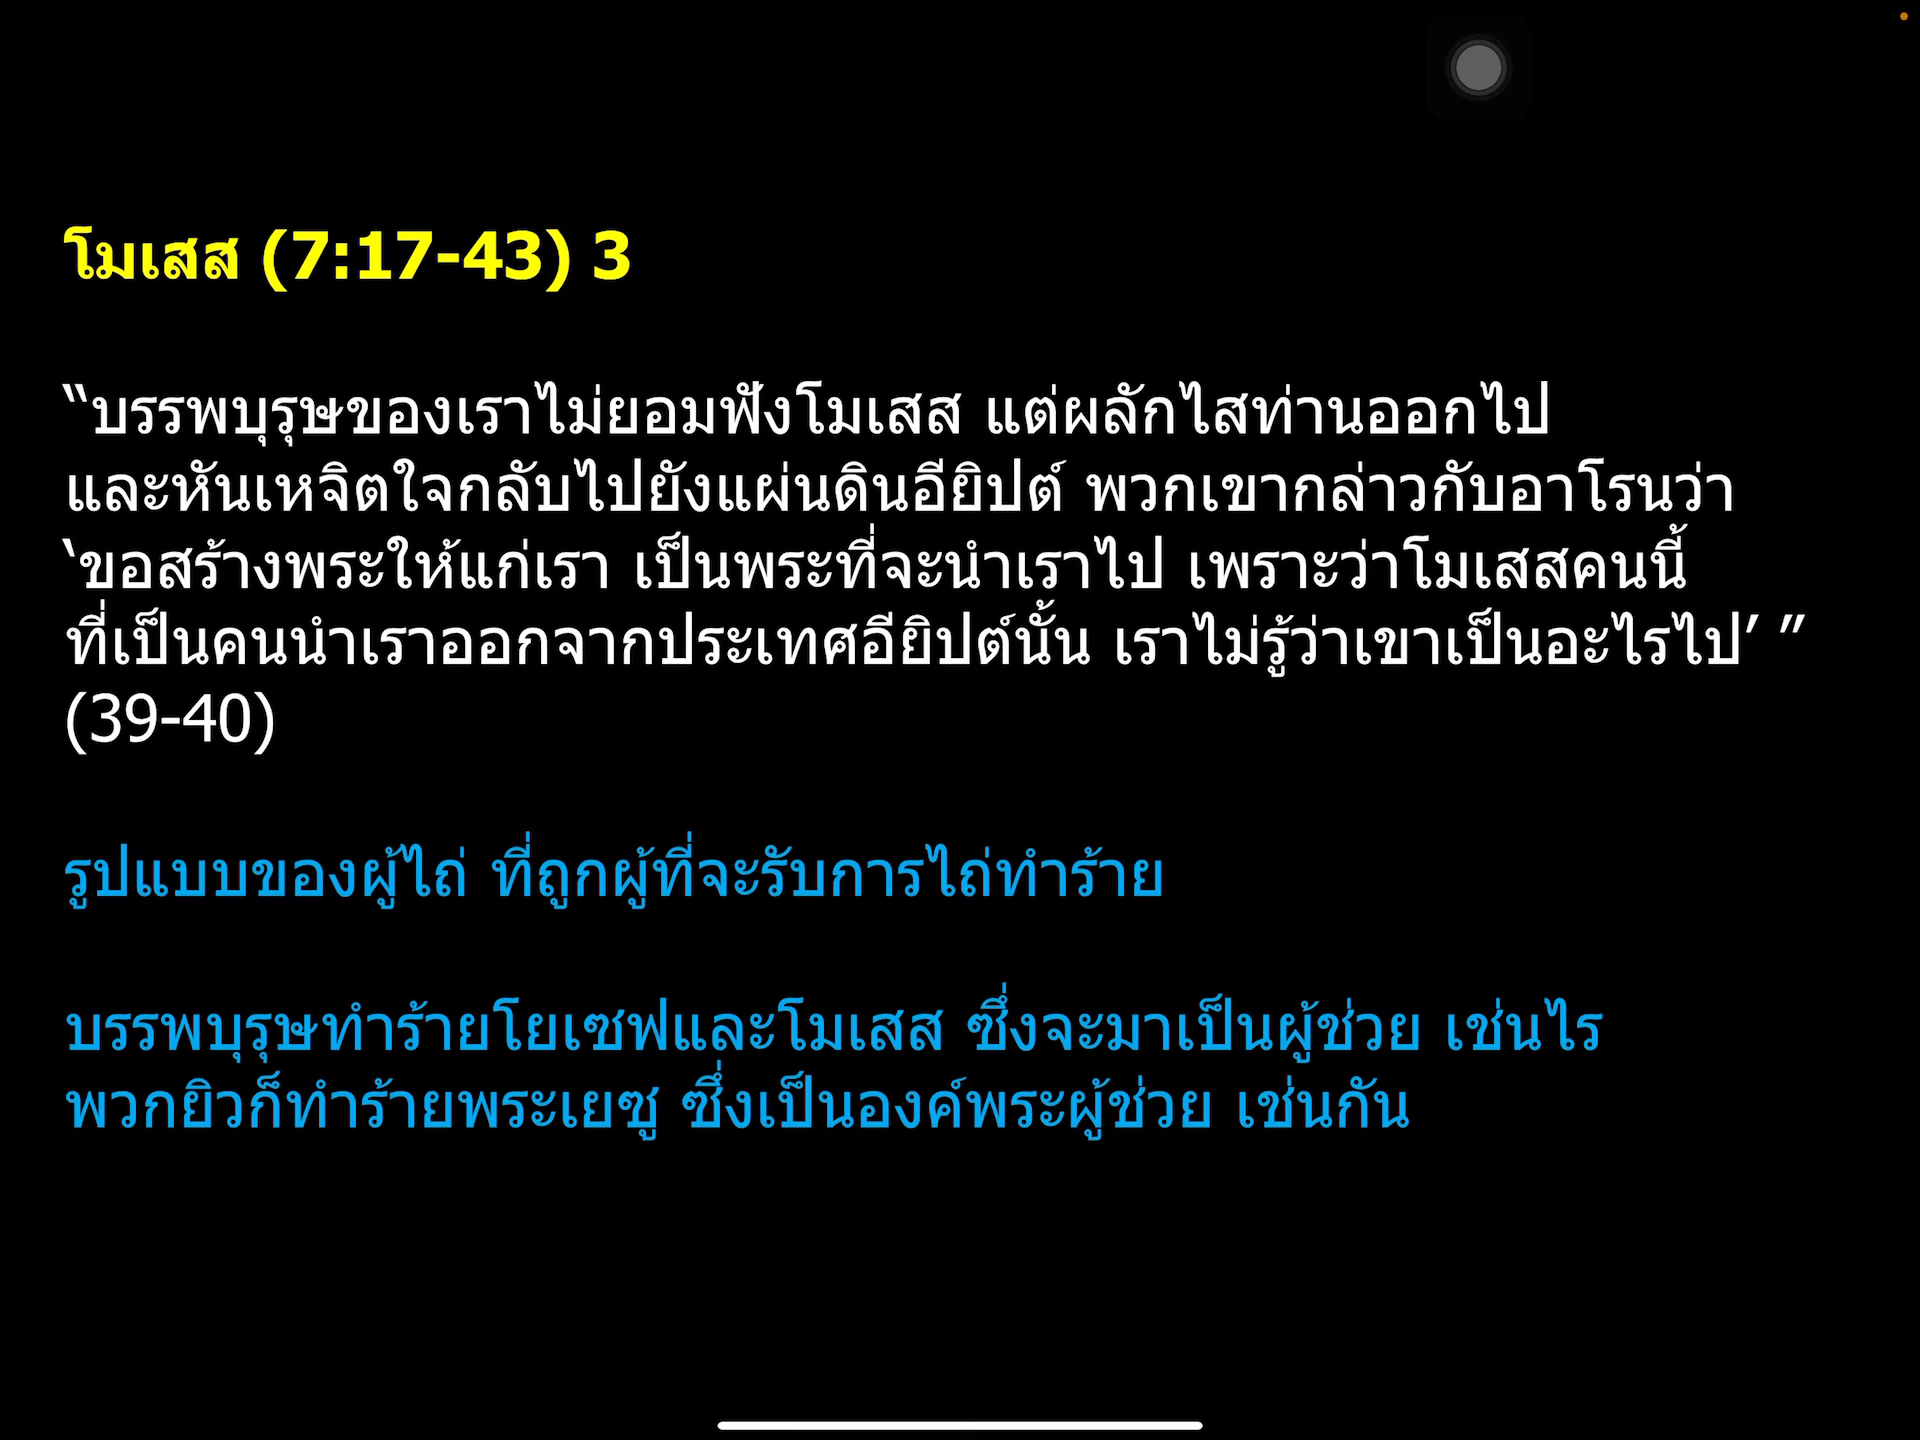 โมเสส (7:17-43) 3
“บรรพบุรุษของเราไม่ยอมฟังโมเสส แต่ผลักไสท่านออกไป
และหันเหจิตใจกลับไปยังแผ่นดินอียิปต์ พวกเขากล่าวกับอาโรนว่า
‘ขอสร้างพระให้แก่เรา เป็นพระที่จะนำเราไป เพราะว่าโมเสสคนนี้
ที่เป็นคนนำเราออกจากประเทศอียิปต์นั้น เราไม่รู้ว่าเขาเป็นอะไรไป’ ”
(39-40)
รูปแบบของผู้ไถ่ ที่ถูกผู้ที่จะรับการไถ่ทำร้าย
บรรพบุรุษทำร้ายโยเซฟและโมเสส ซึ่งจะมาเป็นผู้ช่วย เช่นไร
พวกยิวก็ทำร้ายพระเยซู ซึ่งเป็นองค์พระผู้ช่วย เช่นกัน